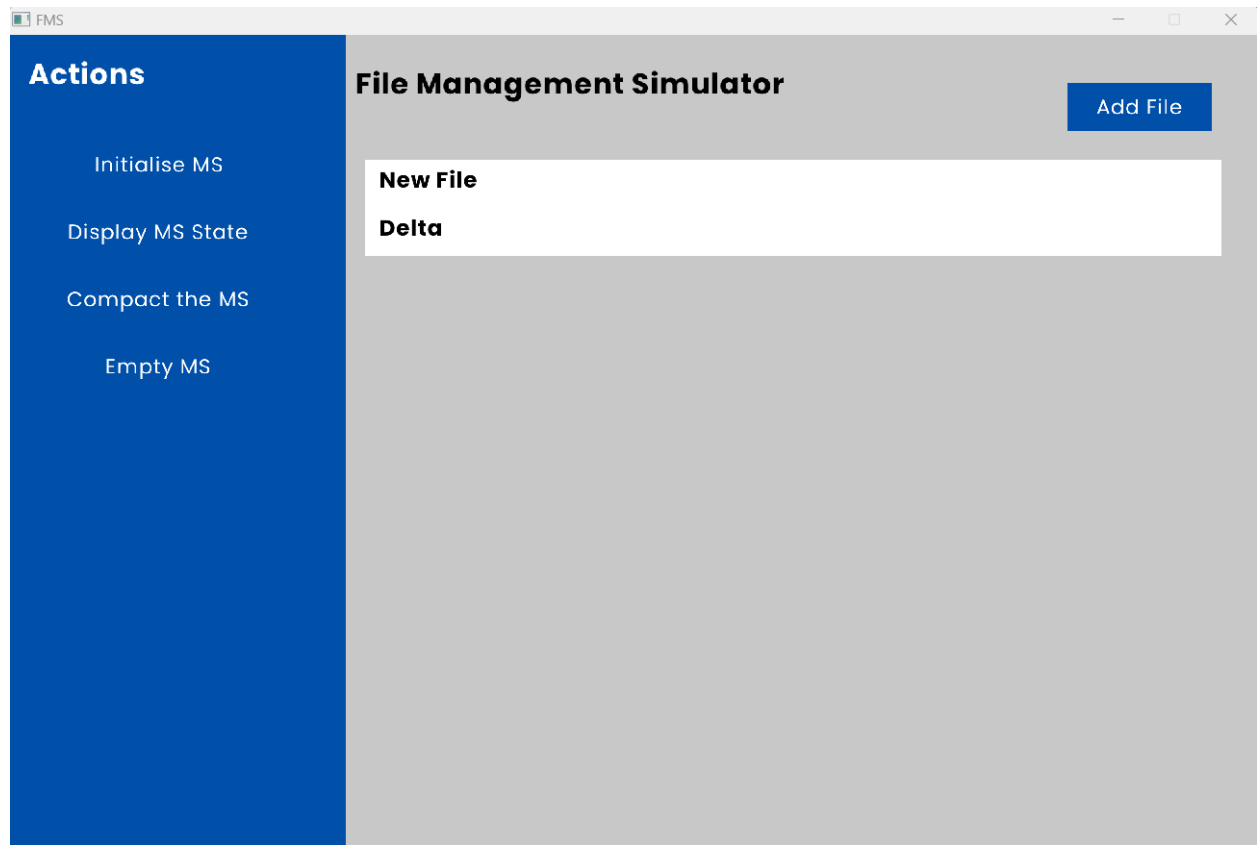 FMS
Actions
Initialise MS
Display MS State
Compact the MS
Empty MS
File Management Simulator
Add File
New File
Delta